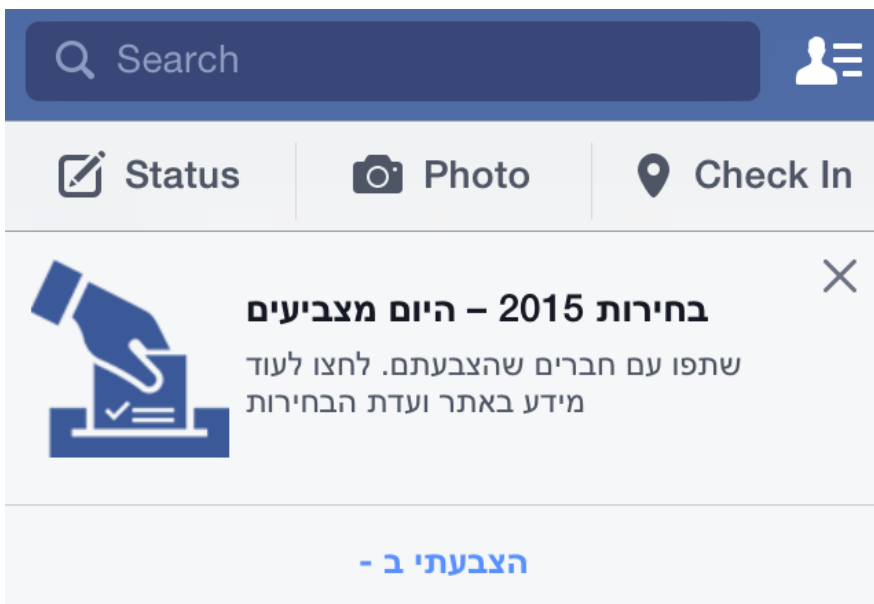 Search
Status
Photo
Check In
בחירות 2015 – היום מצביעים
שתפו עם חברים שהצבעתם. לחצו לעוד
מידע באתר ועדת הבחירות
הצבעתי ב -